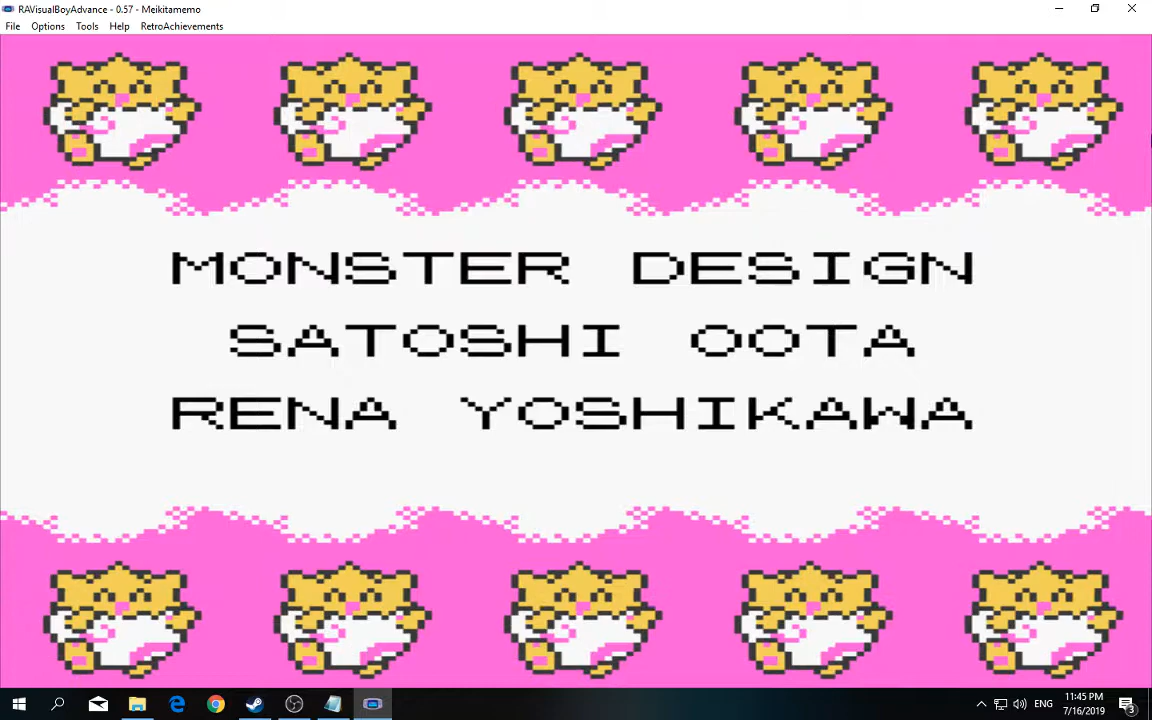 RAVisualBoyAdvance - 0.57 - Meikitamemo
File Options Tools Help RetroAchievements
MONSTER DESIGN
SATOSHI OOTA
RENA YOSHIKAWA
ENG
11:45 PM
7/16/2019
3